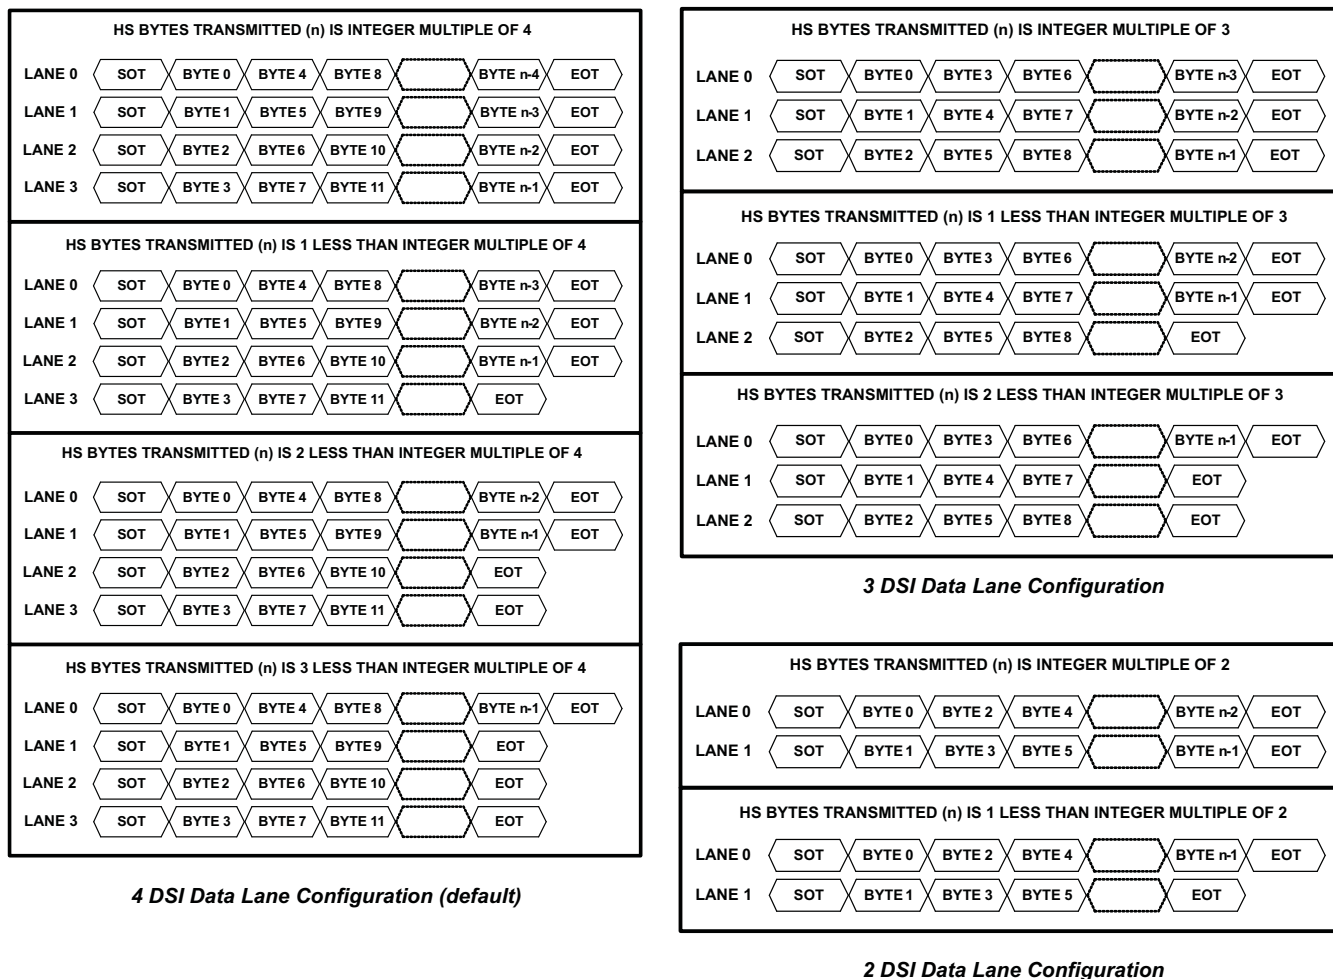 HS BYTES TRANSMITTED (n) IS INTEGER MULTIPLE OF 4
LANE 0 SOT BYTE 0 BYTE 4 BYTE 8 BYTE n-4 EOT
LANE 1 SOT BYTE 1 BYTE 5 BYTE 9 BYTE n-3 EOT
LANE 2 SOT BYTE 2 BYTE 6 BYTE 10 BYTE n-2 EOT
LANE 3 SOT BYTE 3 BYTE 7 BYTE 11 BYTE n-1 EOT
HS BYTES TRANSMITTED (n) IS 1 LESS THAN INTEGER MULTIPLE OF 4
LANE 0 SOT BYTE 0 BYTE 4 BYTE 8 BYTE n-3 EOT
LANE 1 SOT BYTE 1 BYTE 5 BYTE 9 BYTE n-2 EOT
LANE 2 SOT BYTE 2 BYTE 6 BYTE 10 BYTE n-1 EOT
LANE 3 SOT BYTE 3 BYTE 7 BYTE 11 EOT
HS BYTES TRANSMITTED (n) IS 2 LESS THAN INTEGER MULTIPLE OF 4
LANE 0 SOT BYTE 0 BYTE 4 BYTE 8 BYTE n-2 EOT
LANE 1 SOT BYTE 1 BYTE 5 BYTE 9 BYTE n-1 EOT
LANE 2 SOT BYTE 2 BYTE 6 BYTE 10 EOT
LANE 3 SOT BYTE 3 BYTE 7 BYTE 11 EOT
HS BYTES TRANSMITTED (n) IS 3 LESS THAN INTEGER MULTIPLE OF 4
LANE 0 SOT BYTE 0 BYTE 4 BYTE 8 BYTE n-1 EOT
LANE 1 SOT BYTE 1 BYTE 5 BYTE 9 EOT
LANE 2 SOT BYTE 2 BYTE 6 BYTE 10 EOT
LANE 3 SOT BYTE 3 BYTE 7 BYTE 11 EOT
4 DSI Data Lane Configuration (default)
HS BYTES TRANSMITTED (n) IS INTEGER MULTIPLE OF 3
LANE 0 SOT BYTE 0 BYTE 3 BYTE 6 BYTE n-3 EOT
LANE 1 SOT BYTE 1 BYTE 4 BYTE 7 BYTE n-2 EOT
LANE 2 SOT BYTE 2 BYTE 5 BYTE 8 BYTE n-1 EOT
HS BYTES TRANSMITTED (n) IS 1 LESS THAN INTEGER MULTIPLE OF 3
LANE 0 SOT BYTE 0 BYTE 3 BYTE 6 BYTE n-2 EOT
LANE 1 SOT BYTE 1 BYTE 4 BYTE 7 BYTE n-1 EOT
LANE 2 SOT BYTE 2 BYTE 5 BYTE 8 EOT
HS BYTES TRANSMITTED (n) IS 2 LESS THAN INTEGER MULTIPLE OF 3
LANE 0 SOT BYTE 0 BYTE 3 BYTE 6 BYTE n-1 EOT
LANE 1 SOT BYTE 1 BYTE 4 BYTE 7 EOT
LANE 2 SOT BYTE 2 BYTE 5 BYTE 8 EOT
3 DSI Data Lane Configuration
HS BYTES TRANSMITTED (n) IS INTEGER MULTIPLE OF 2
LANE 0 SOT BYTE 0 BYTE 2 BYTE 4 BYTE n-2 EOT
LANE 1 SOT BYTE 1 BYTE 3 BYTE 5 BYTE n-1 EOT
HS BYTES TRANSMITTED (n) IS 1 LESS THAN INTEGER MULTIPLE OF 2
LANE 0 SOT BYTE 0 BYTE 2 BYTE 4 BYTE n-1 EOT
LANE 1 SOT BYTE 1 BYTE 3 BYTE 5 EOT
2 DSI Data Lane Configuration